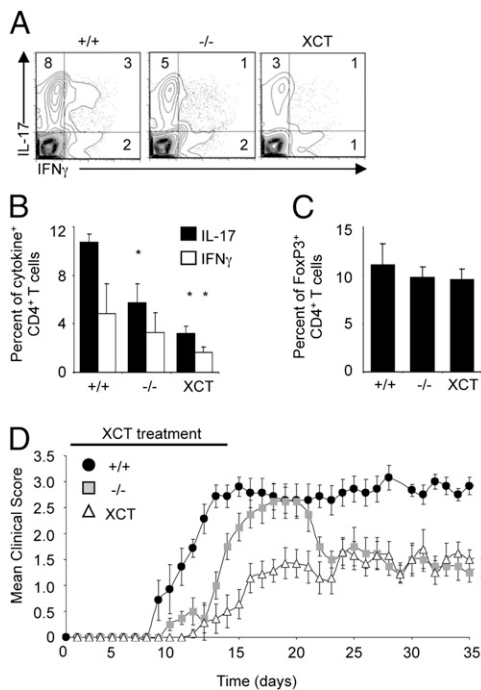 A
+/+
-/-
XCT
8
3
2
5
1
2
3
1
1
IL-17
IFNγ
B
Percent of cytokine+
CD4+ T cells
12
8
4
0
*
* *
IL-17
IFNγ
+/+
-/-
XCT
C
Percent of FoxP3+
CD4+ T cells
15
10
5
0
+/+
-/-
XCT
D
XCT treatment
+/+
-/-
XCT
Mean Clinical Score
3.5
3.0
2.5
2.0
1.5
1.0
0.5
0
0
5
10
15
20
25
30
35
Time (days)